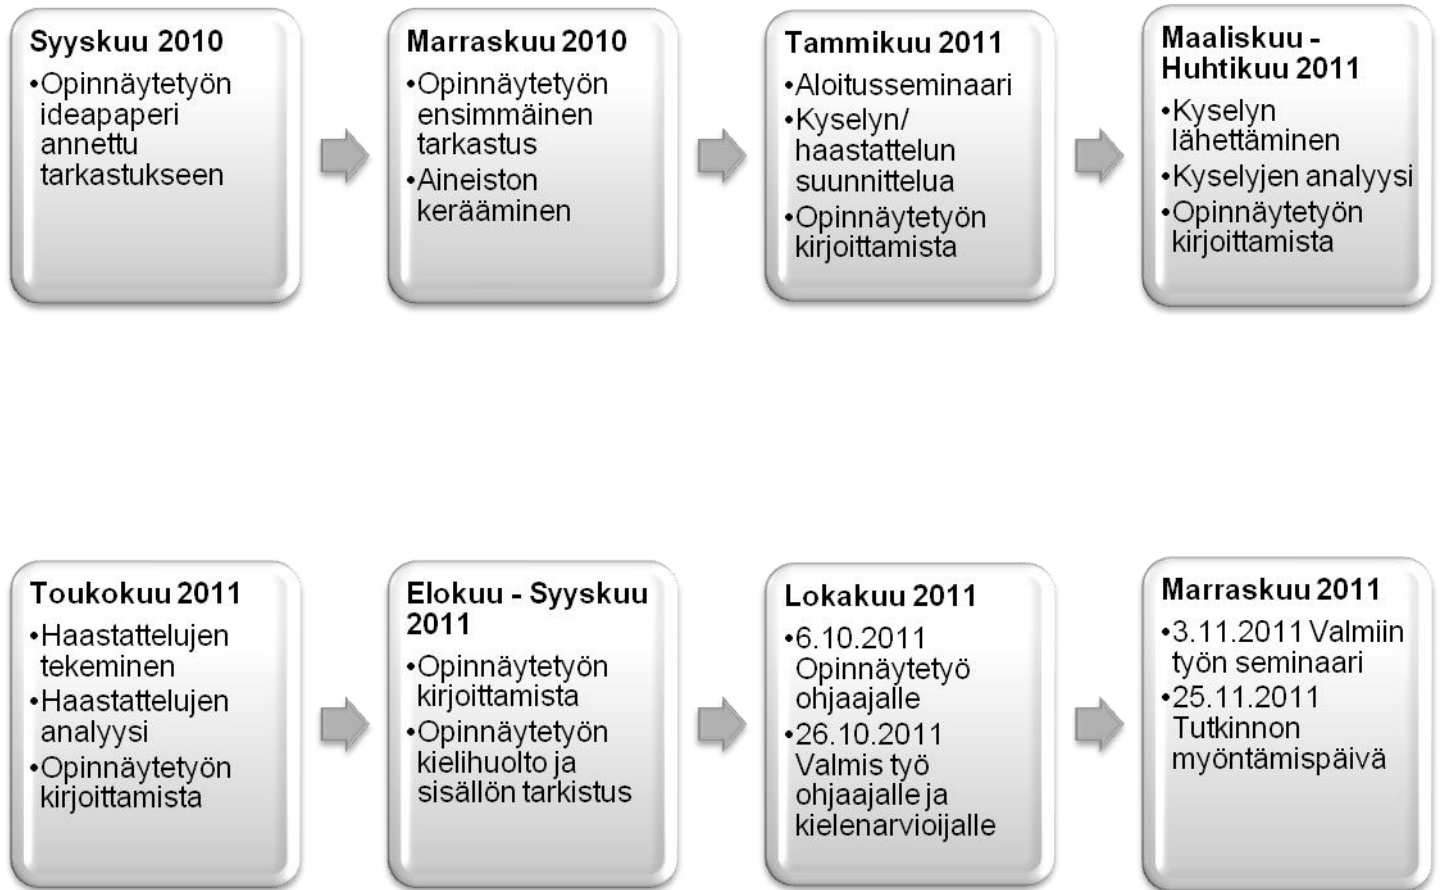 Syyskuu 2010
•Opinnäytetyön
ideapaperi
annettu
tarkastukseen
Marraskuu 2010
•Opinnäytetyön
ensimmäinen
tarkastus
•Aineiston
kerääminen
Tammikuu 2011
•Aloitusseminaari
•Kyselyn/
haastattelun
suunnittelua
•Opinnäytetyön
kirjoittamista
Maaliskuu -
Huhtikuu 2011
•Kyselyn
lähettäminen
•Kyselyjen analyysi
•Opinnäytetyön
kirjoittamista
Toukokuu 2011
•Haastattelujen
tekeminen
•Haastattelujen
analyysi
•Opinnäytetyön
kirjoittamista
Elokuu - Syyskuu
2011
•Opinnäytetyön
kirjoittamista
•Opinnäytetyön
kielihuolto ja
sisällön tarkistus
Lokakuu 2011
•6.10.2011
Opinnäytetyö
ohjaajalle
•26.10.2011
Valmis työ
ohjaajalle ja
kielenarvioijalle
Marraskuu 2011
•3.11.2011 Valmiin
työn seminaari
•25.11.2011
Tutkinnon
myöntämispäivä